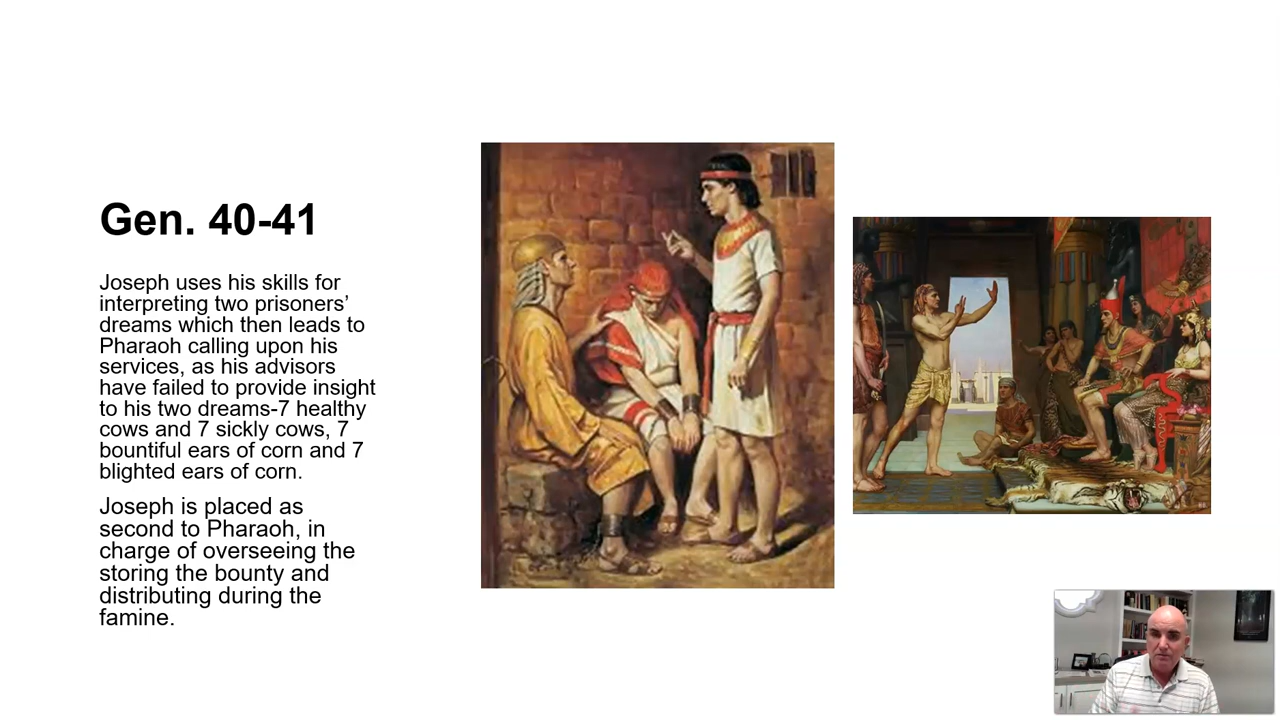 Gen. 40-41
Joseph uses his skills for
interpreting two prisoners’
dreams which then leads to
Pharaoh calling upon his
services, as his advisors
have failed to provide insight
to his two dreams-7 healthy
cows and 7 sickly cows, 7
bountiful ears of corn and 7
blighted ears of corn.
Joseph is placed as
second to Pharaoh, in
charge of overseeing the
storing the bounty and
distributing during the
famine.